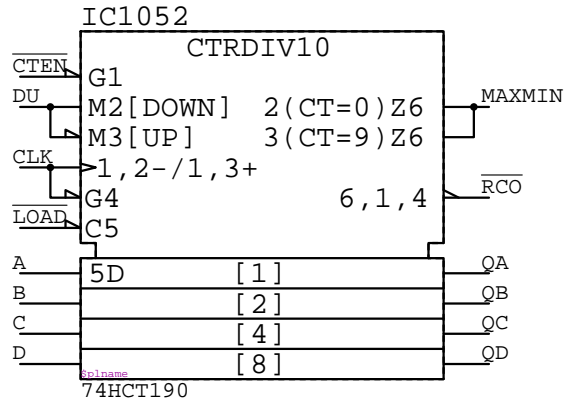 IC1052
CTRDIV10
CTEN
G1
DU
M2[DOWN] 2(CT=0)Z6
MAXMIN
M3[UP] 3(CT=9)Z6
CLK
1,2-/1,3+
G4
6,1,4
RCO
LOAD
C5
A
5D
[1]
QA
B
[2]
QB
C
[4]
QC
D
[8]
QD
Splname
74HCT190